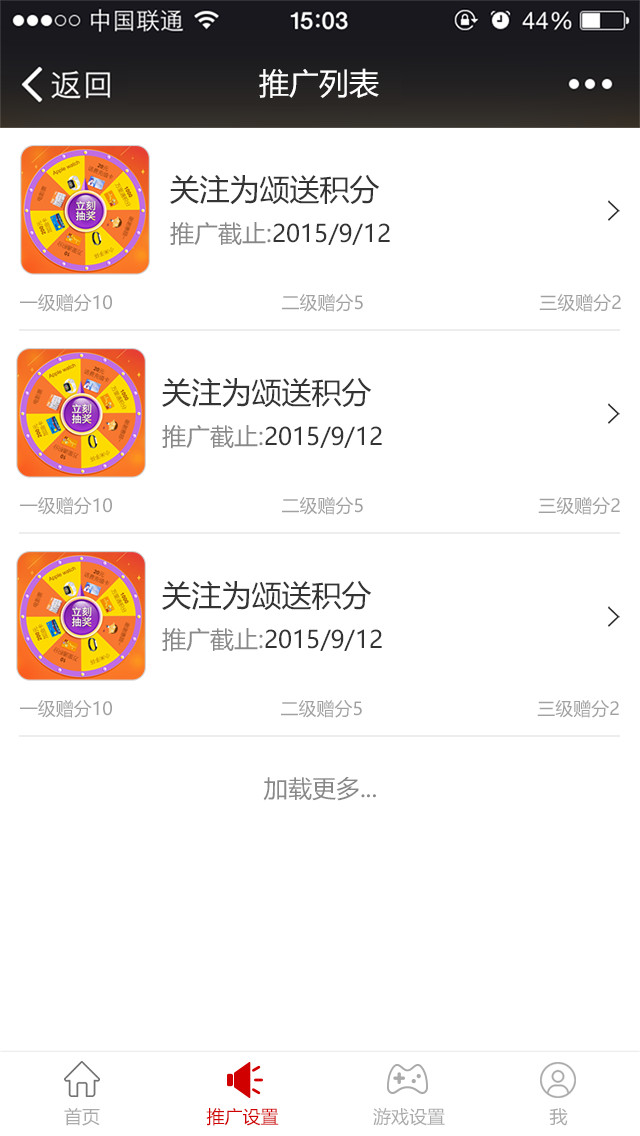 中国联通 15:03 44%
返回 推广列表
立刻
抽奖
关注为颂送积分
推广截止:2015/9/12
一级赠分10 二级赠分5 三级赠分2
立刻
抽奖
关注为颂送积分
推广截止:2015/9/12
一级赠分10 二级赠分5 三级赠分2
立刻
抽奖
关注为颂送积分
推广截止:2015/9/12
一级赠分10 二级赠分5 三级赠分2
加载更多...
首页 推广设置 游戏设置 我